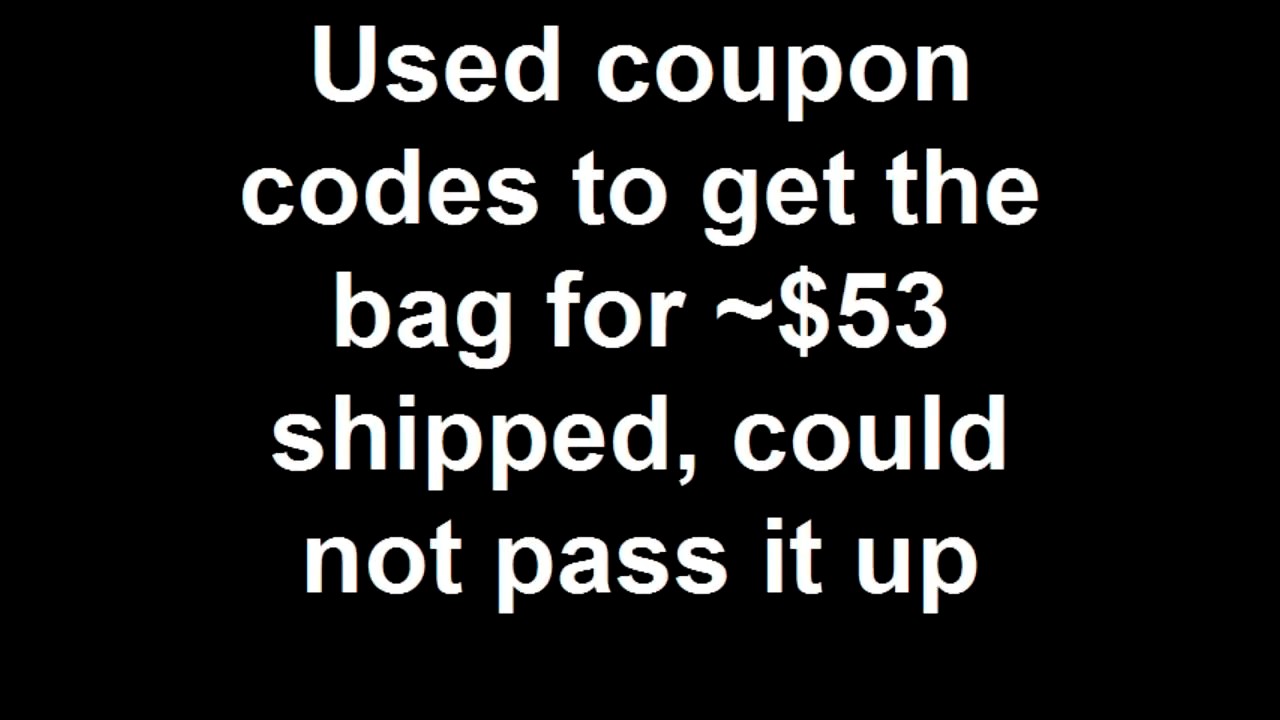 Used coupon
codes to get the
bag for ~$53
shipped, could
not pass it up